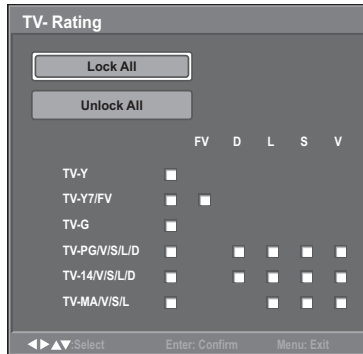 TV- Rating
Lock All
Unlock All
FV D L S V
TV-Y
TV-Y7/FV
TV-G
TV-PG/V/S/L/D
TV-14/V/S/L/D
TV-MA/V/S/L
:Select Enter: Confirm Menu: Exit